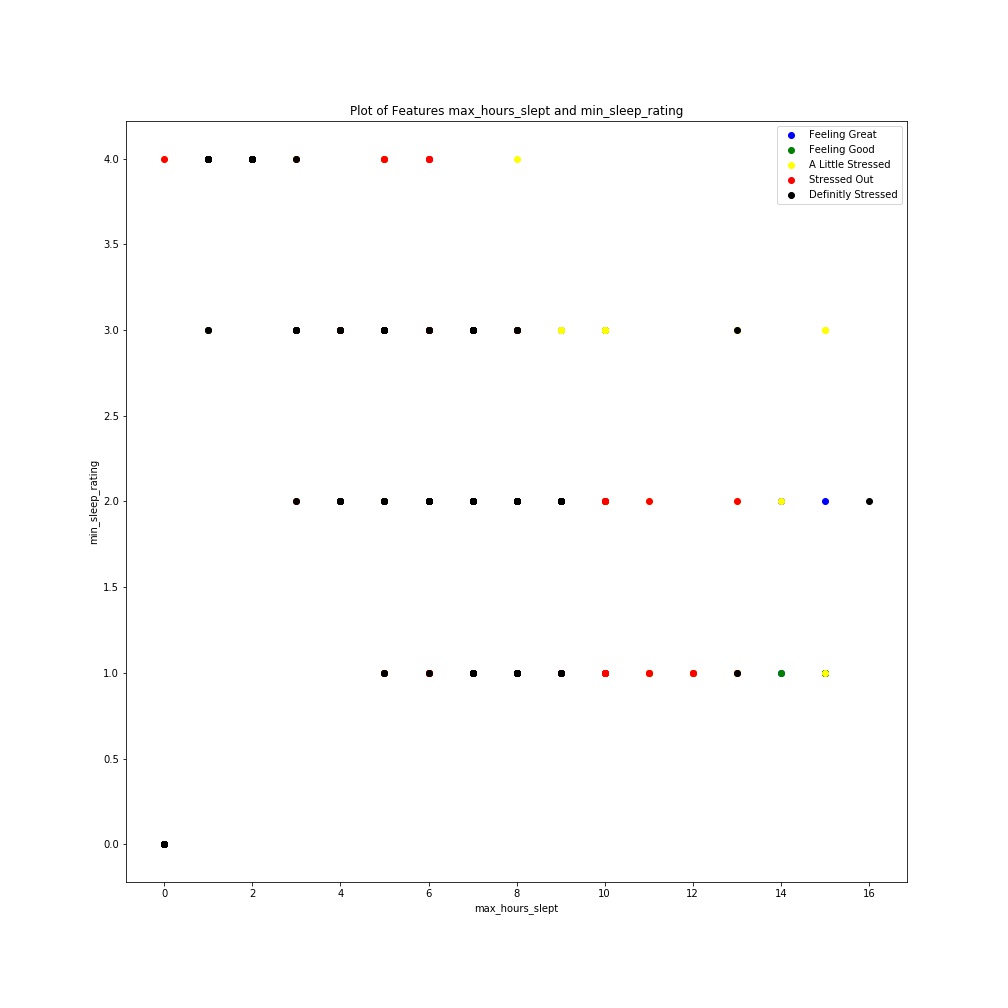 Plot of Features max_hours_slept and min_sleep_rating
Feeling Great
Feeling Good
A Little Stressed
Stressed Out
Definitly Stressed
4.0
3.5
3.0
2.5
2.0
1.5
1.0
0.5
0.0
min_sleep_rating
0 2 4 6 8 10 12 14 16
max_hours_slept